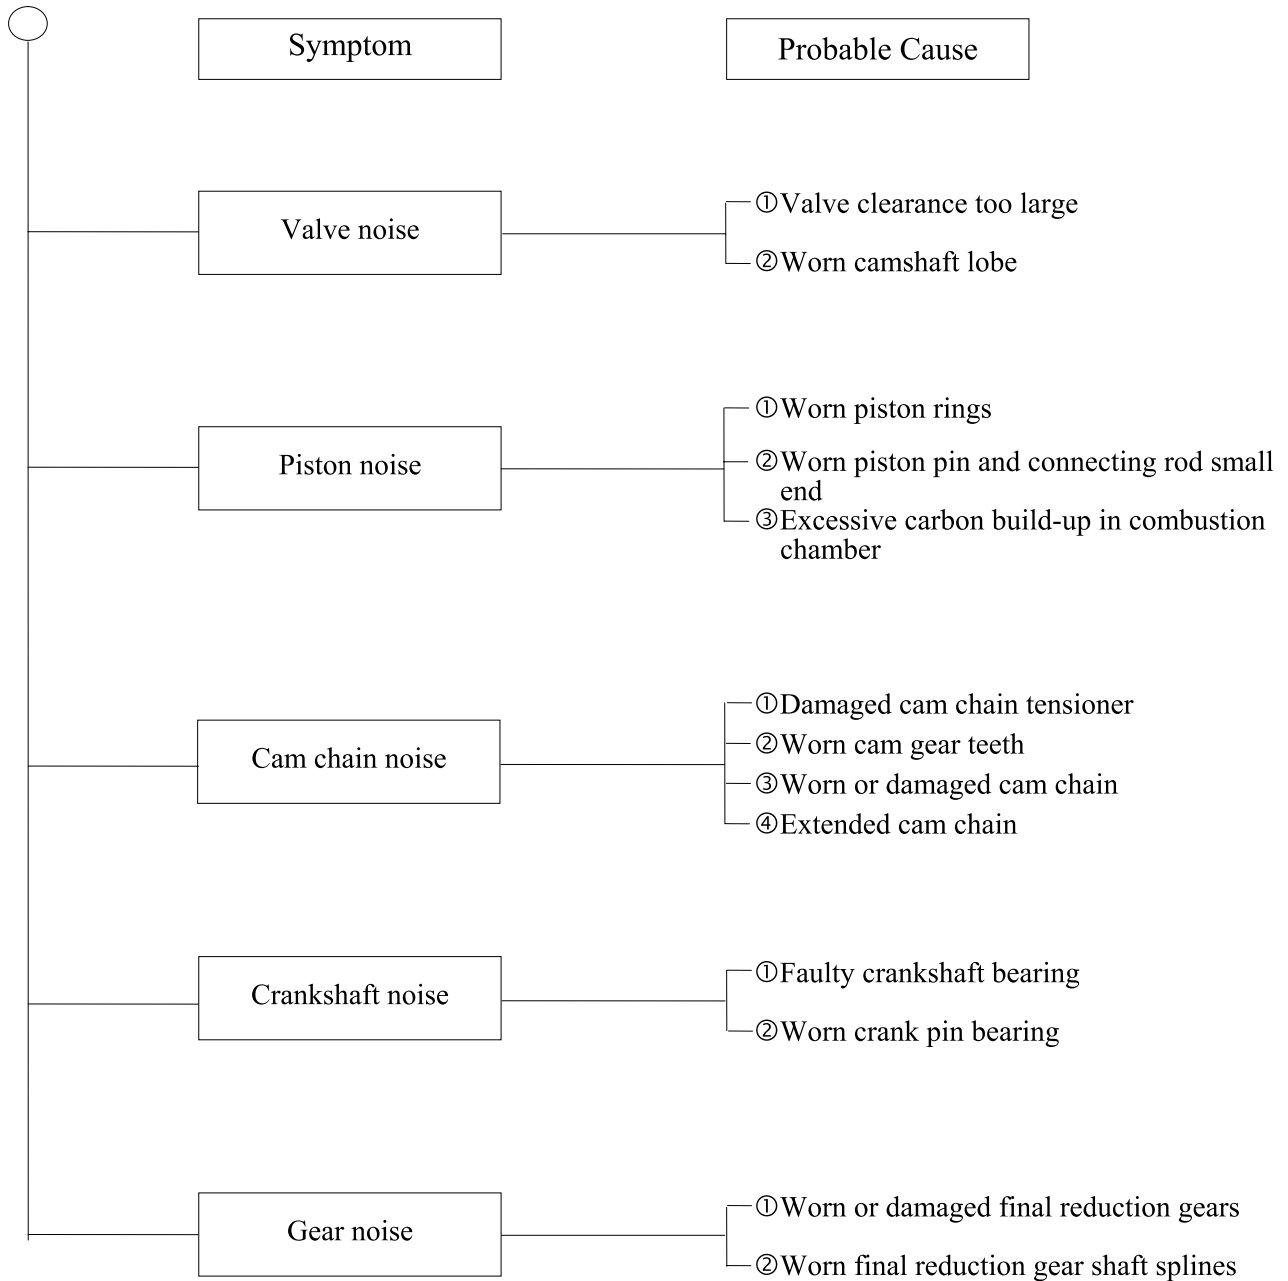 Symptom
Probable Cause
Valve noise
①Valve clearance too large
②Worn camshaft lobe
Piston noise
①Worn piston rings
②Worn piston pin and connecting rod small
end
③Excessive carbon build-up in combustion
chamber
Cam chain noise
①Damaged cam chain tensioner
②Worn cam gear teeth
③Worn or damaged cam chain
④Extended cam chain
Crankshaft noise
①Faulty crankshaft bearing
②Worn crank pin bearing
Gear noise
①Worn or damaged final reduction gears
②Worn final reduction gear shaft splines